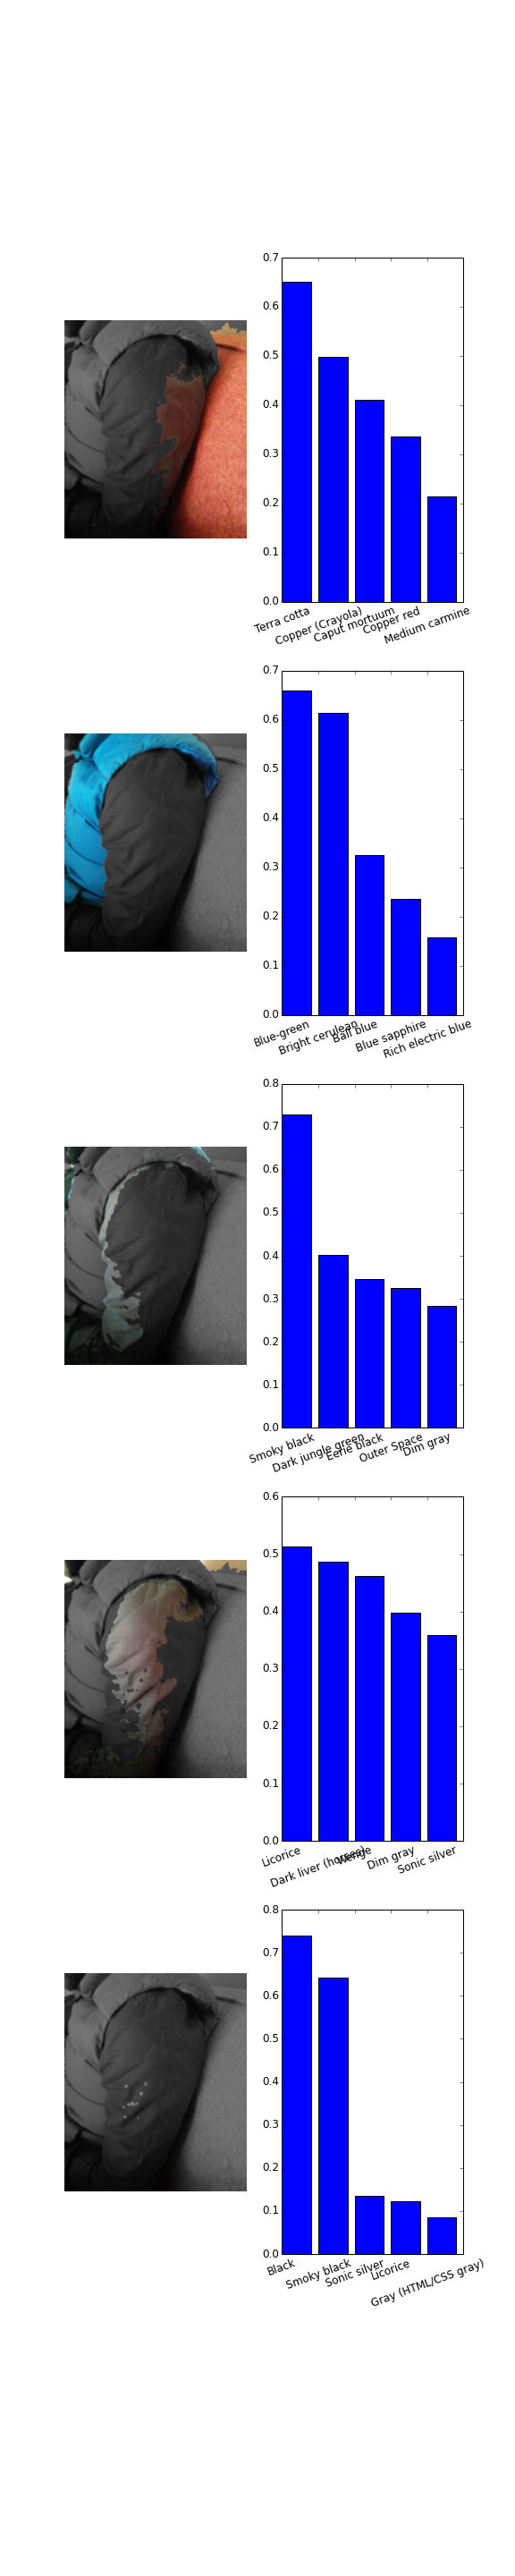 0.7
0.6
0.5
0.4
0.3
0.2
0.1
0.0
Terra cotta
Copper (Crayola)
Caput mortuum
Copper red
Medium carmine
0.7
0.6
0.5
0.4
0.3
0.2
0.1
0.0
Blue-green
Bright cerulean
Ball blue
Blue sapphire
Rich electric blue
0.8
0.7
0.6
0.5
0.4
0.3
0.2
0.1
0.0
Smoky black
Dark jungle green
Eerie black
Outer Space
Dim gray
0.6
0.5
0.4
0.3
0.2
0.1
0.0
Licorice
Dark liver (horses)
Wenge
Dim gray
Sonic silver
0.8
0.7
0.6
0.5
0.4
0.3
0.2
0.1
0.0
Black
Smoky black
Sonic silver
Licorice
Gray (HTML/CSS gray)